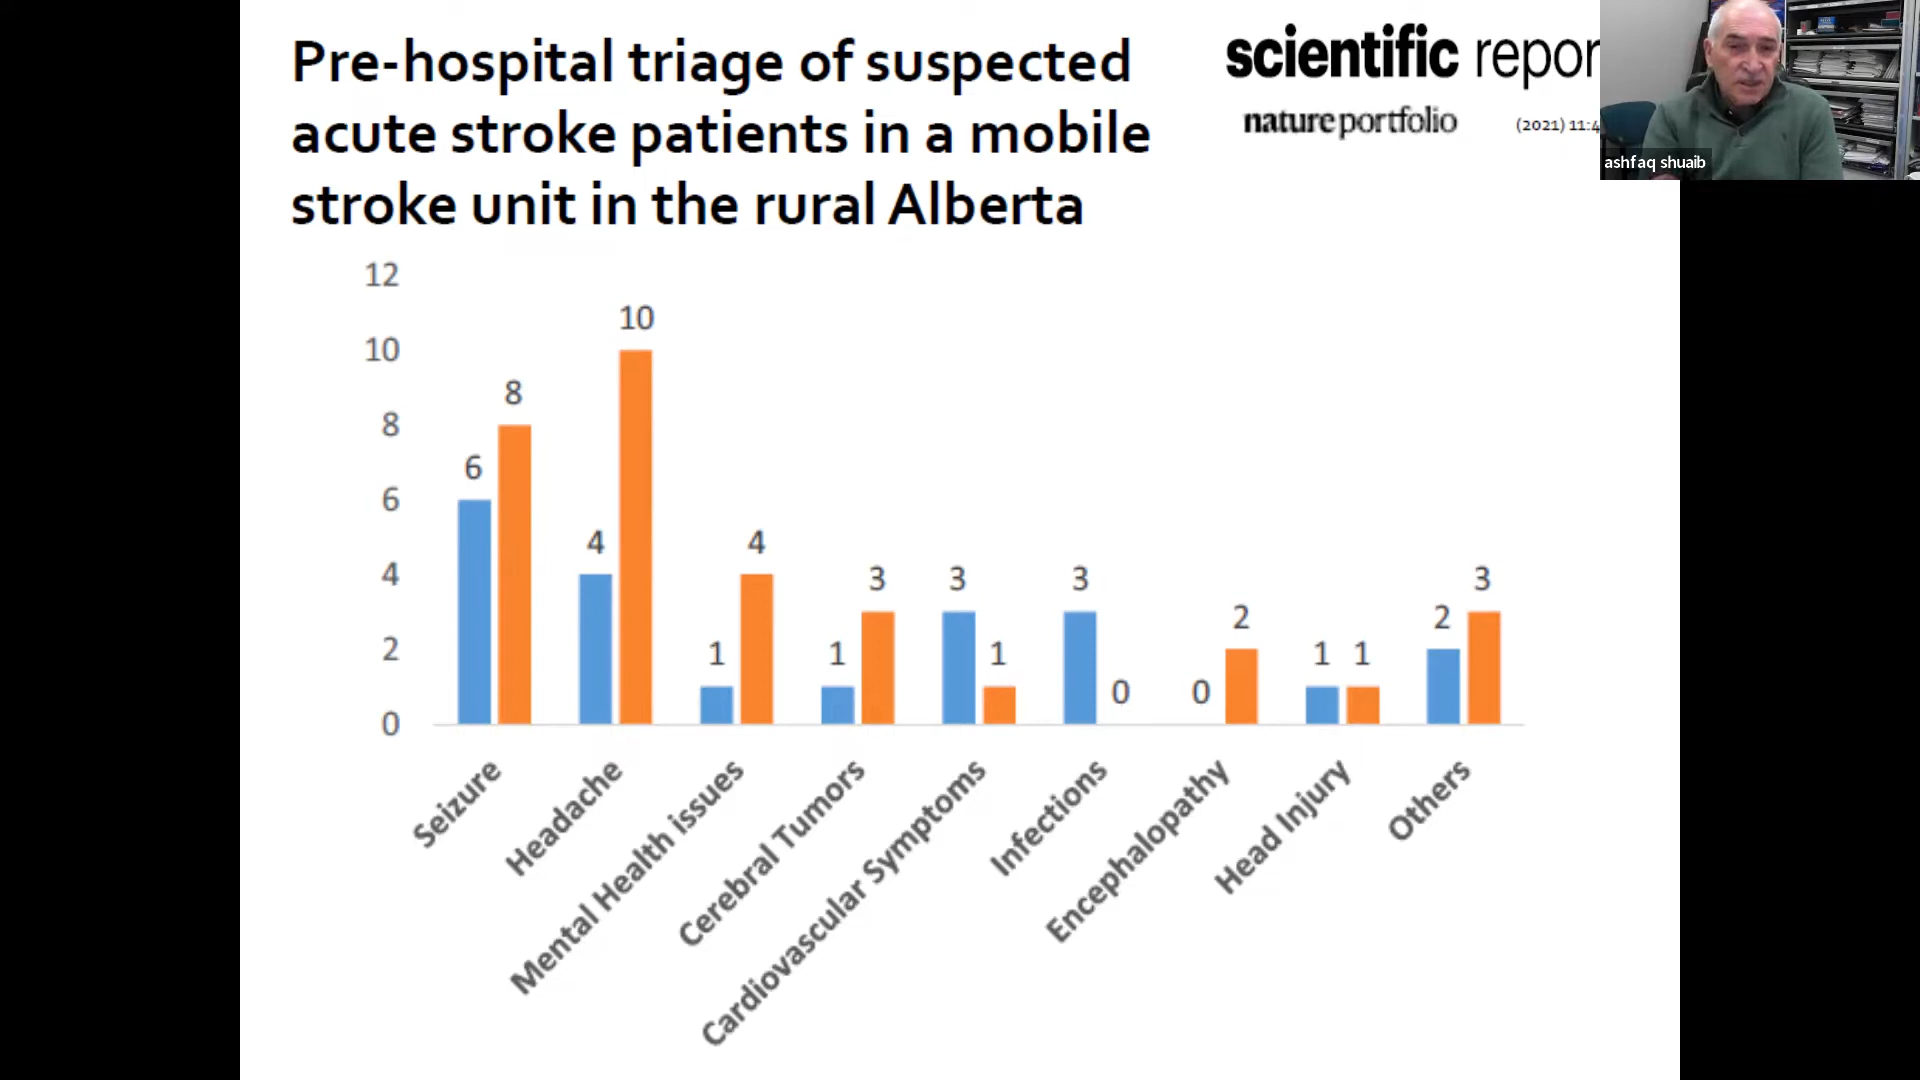 Pre-hospital triage of suspected
acute stroke patients in a mobile
stroke unit in the rural Alberta
scientific repor
natureportfolio
(2021) 11:4
ashfaq shuaib
12
10
8
6
4
2
0
6
8
4
10
1
4
1
3
3
1
3
0
0
2
1
1
2
3
Seizure
Headache
Mental Health issues
Cerebral Tumors
Cardiovascular Symptoms
Infections
Encephalopathy
Head Injury
Others